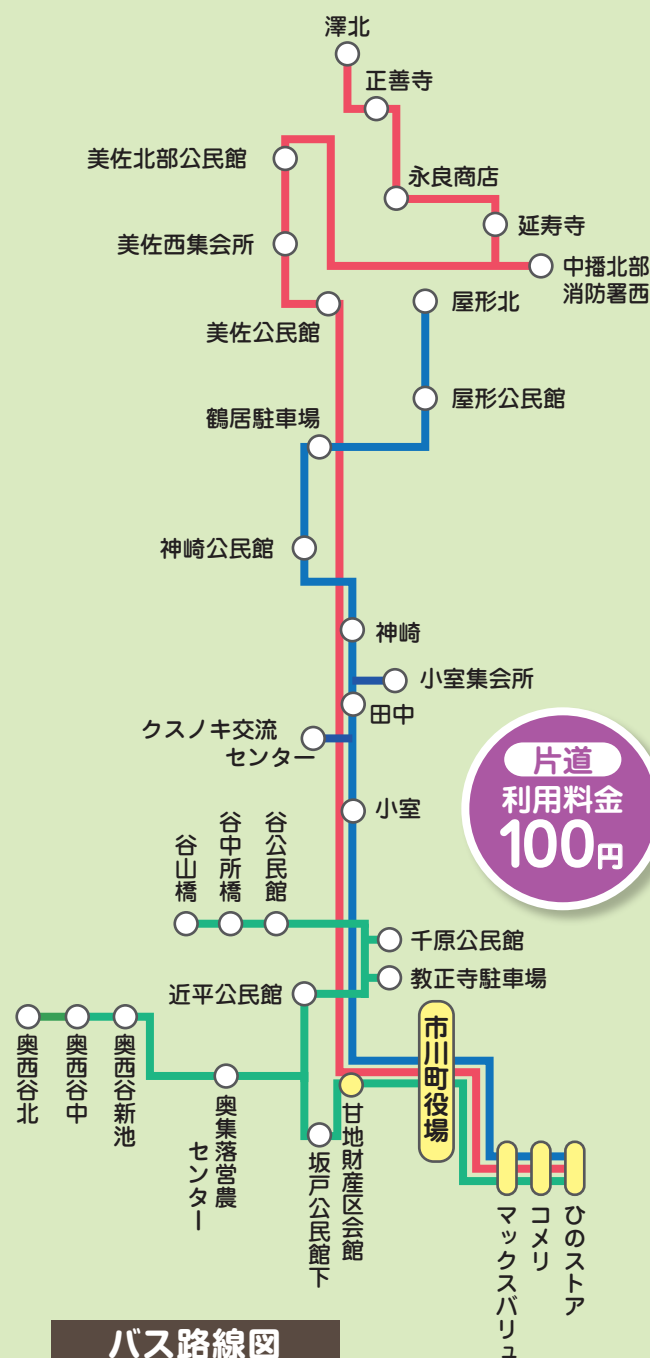 澤北
正善寺
美佐北部公民館
永良商店
延寿寺
美佐西集会所
中播北部
消防署西
屋形北
美佐公民館
屋形公民館
鶴居駐車場
神崎公民館
神崎
小室集会所
田中
クスノキ交流
センター
片道
利用料金
100円
小室
谷山橋
谷中所橋
谷公民館
千原公民館
教正寺駐車場
近平公民館
市川町役場
奥西谷北
奥西谷中
奥西谷新池
奥集落営農
センター
坂戸公民館下
甘地財産区会館
マックスバリュ
コメリ
ひのストア
バス路線図